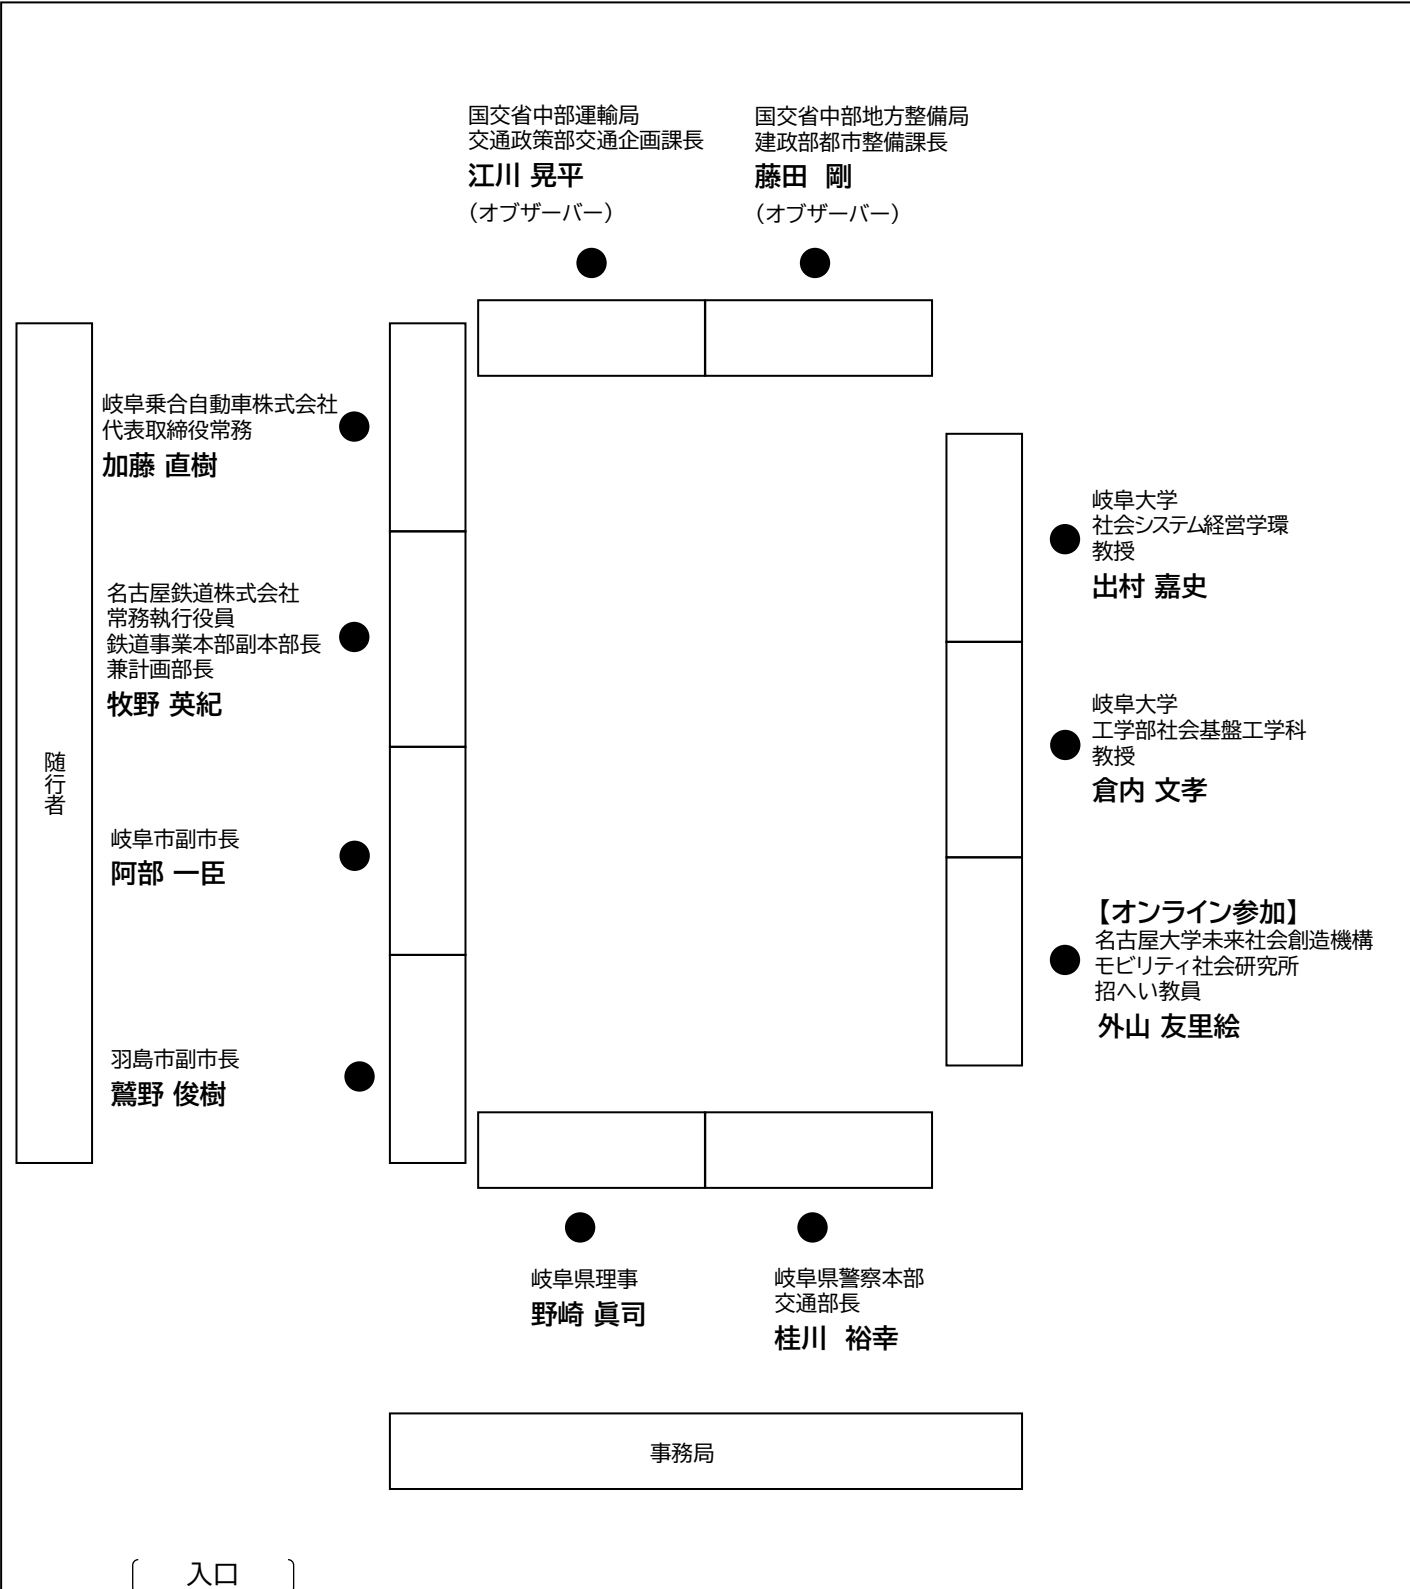 国交省中部運輸局
交通政策部交通企画課長
江川 晃平
（オブザーバー）
国交省中部地方整備局
建政部都市整備課長
藤田 剛
（オブザーバー）
岐阜乗合自動車株式会社
代表取締役常務
加藤 直樹
名古屋鉄道株式会社
常務執行役員
鉄道事業本部副本部長
兼計画部長
牧野 英紀
岐阜市副市長
阿部 一臣
羽島市副市長
鷲野 俊樹
随行者
岐阜大学
社会システム経営学環
教授
出村 嘉史
岐阜大学
工学部社会基盤工学科
教授
倉内 文孝
【オンライン参加】
名古屋大学未来社会創造機構
モビリティ社会研究所
招へい教員
外山 友里絵
岐阜県理事
野崎 眞司
岐阜県警察本部
交通部長
桂川 裕幸
事務局
入口